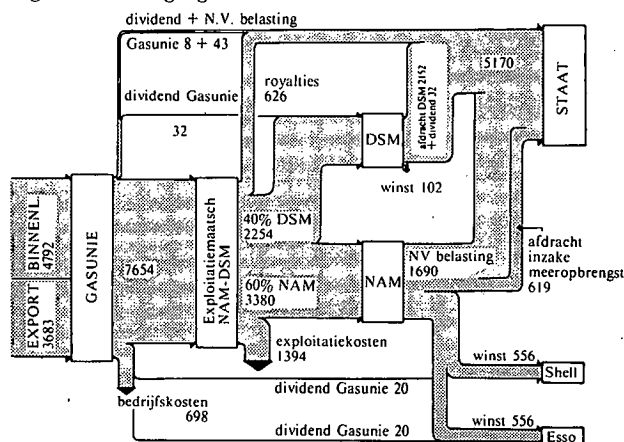 dividend + N.V. belasting
Gasunie 8 + 43
dividend Gasunie
32
royalties
626
afdracht DSM 2152
+ dividend 32
5170
STAAT
DSM
winst 102
EXPORT
3683
BINNENL.
4792
GASUNIE
7654
Exploitatiemaatsch
NAM-DSM
40% DSM
2254
60% NAM
3380
NAM
NV belasting
1690
afdracht
inzake
meeropbrengst
619
exploitatiekosten
1394
winst 556
Shell
dividend Gasunie 20
bedrijfskosten
698
dividend Gasunie 20
winst 556
Esso